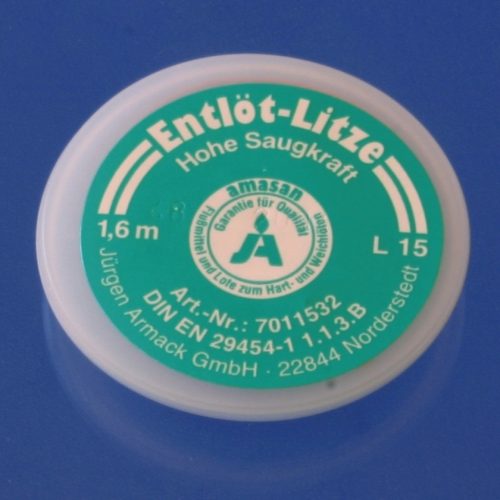 Entlöt-Litze
Hohe Saugkraft
amasan
Garantie für Qualität
Flußmittel und Lote zum Hart- und Weichlöten
A
1,6 m
L 15
Art.-Nr.: 7011532
DIN EN 29454-1 1.1.3.B
Jürgen Armack GmbH · 22844 Norderstedt